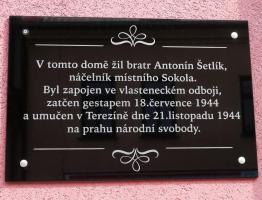 V tomto domě žil bratr Antonín Šetlík,
náčelník místního Sokola.
Byl zapojen ve vlasteneckém odboji,
zatčen gestapem 18.července 1944
a umučen v Terezíně dne 21.listopadu 1944
na prahu národní svobody.